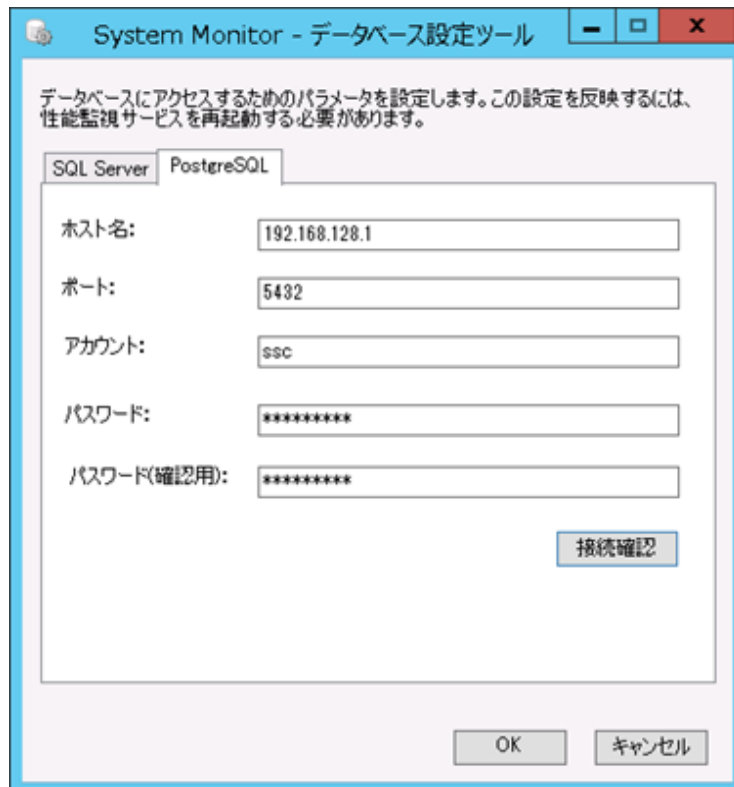 System Monitor - データベース設定ツール
データベースにアクセスするためのパラメータを設定します。この設定を反映するには、
性能監視サービスを再起動する必要があります。
SQL Server PostgreSQL
ホスト名: 192.168.128.1
ポート: 5432
アカウント: ssc
パスワード: *********
パスワード(確認用): *********
接続確認
OK キャンセル